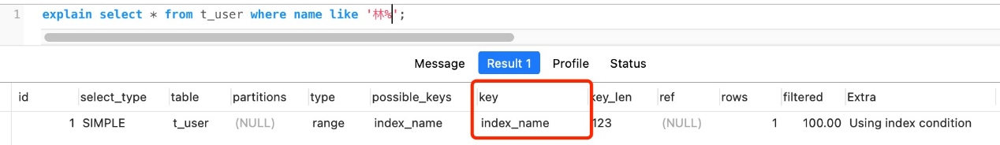 1 explain select * from t_user where name like '林%';
Message Result 1 Profile Status
id select_type table partitions type possible_keys key key_len ref rows filtered Extra
1 SIMPLE t_user (NULL) range index_name index_name 123 (NULL) 1 100.00 Using index condition